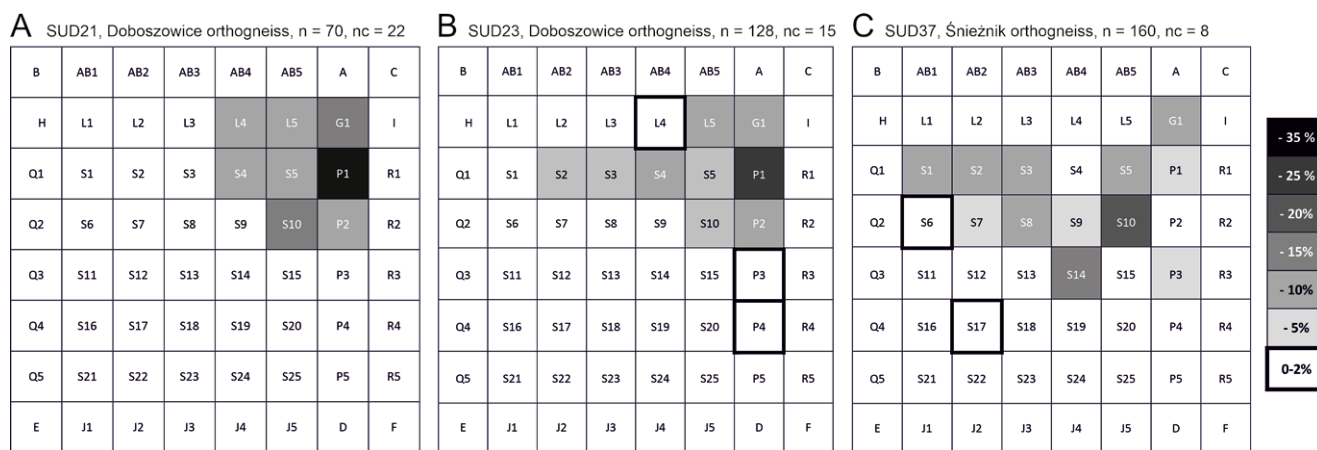 A SUD21, Doboszowice orthogneiss, n = 70, nc = 22
B AB1 AB2 AB3 AB4 AB5 A C
H L1 L2 L3 L4 L5 G1 I
Q1 S1 S2 S3 S4 S5 P1 R1
Q2 S6 S7 S8 S9 S10 P2 R2
Q3 S11 S12 S13 S14 S15 P3 R3
Q4 S16 S17 S18 S19 S20 P4 R4
Q5 S21 S22 S23 S24 S25 P5 R5
E J1 J2 J3 J4 J5 D F
B SUD23, Doboszowice orthogneiss, n = 128, nc = 15
B AB1 AB2 AB3 AB4 AB5 A C
H L1 L2 L3 L4 L5 G1 I
Q1 S1 S2 S3 S4 S5 P1 R1
Q2 S6 S7 S8 S9 S10 P2 R2
Q3 S11 S12 S13 S14 S15 P3 R3
Q4 S16 S17 S18 S19 S20 P4 R4
Q5 S21 S22 S23 S24 S25 P5 R5
E J1 J2 J3 J4 J5 D F
C SUD37, Śnieżnik orthogneiss, n = 160, nc = 8
B AB1 AB2 AB3 AB4 AB5 A C
H L1 L2 L3 L4 L5 G1 I
Q1 S1 S2 S3 S4 S5 P1 R1
Q2 S6 S7 S8 S9 S10 P2 R2
Q3 S11 S12 S13 S14 S15 P3 R3
Q4 S16 S17 S18 S19 S20 P4 R4
Q5 S21 S22 S23 S24 S25 P5 R5
E J1 J2 J3 J4 J5 D F
- 35 %
- 25 %
- 20%
- 15%
- 10%
- 5%
0-2%